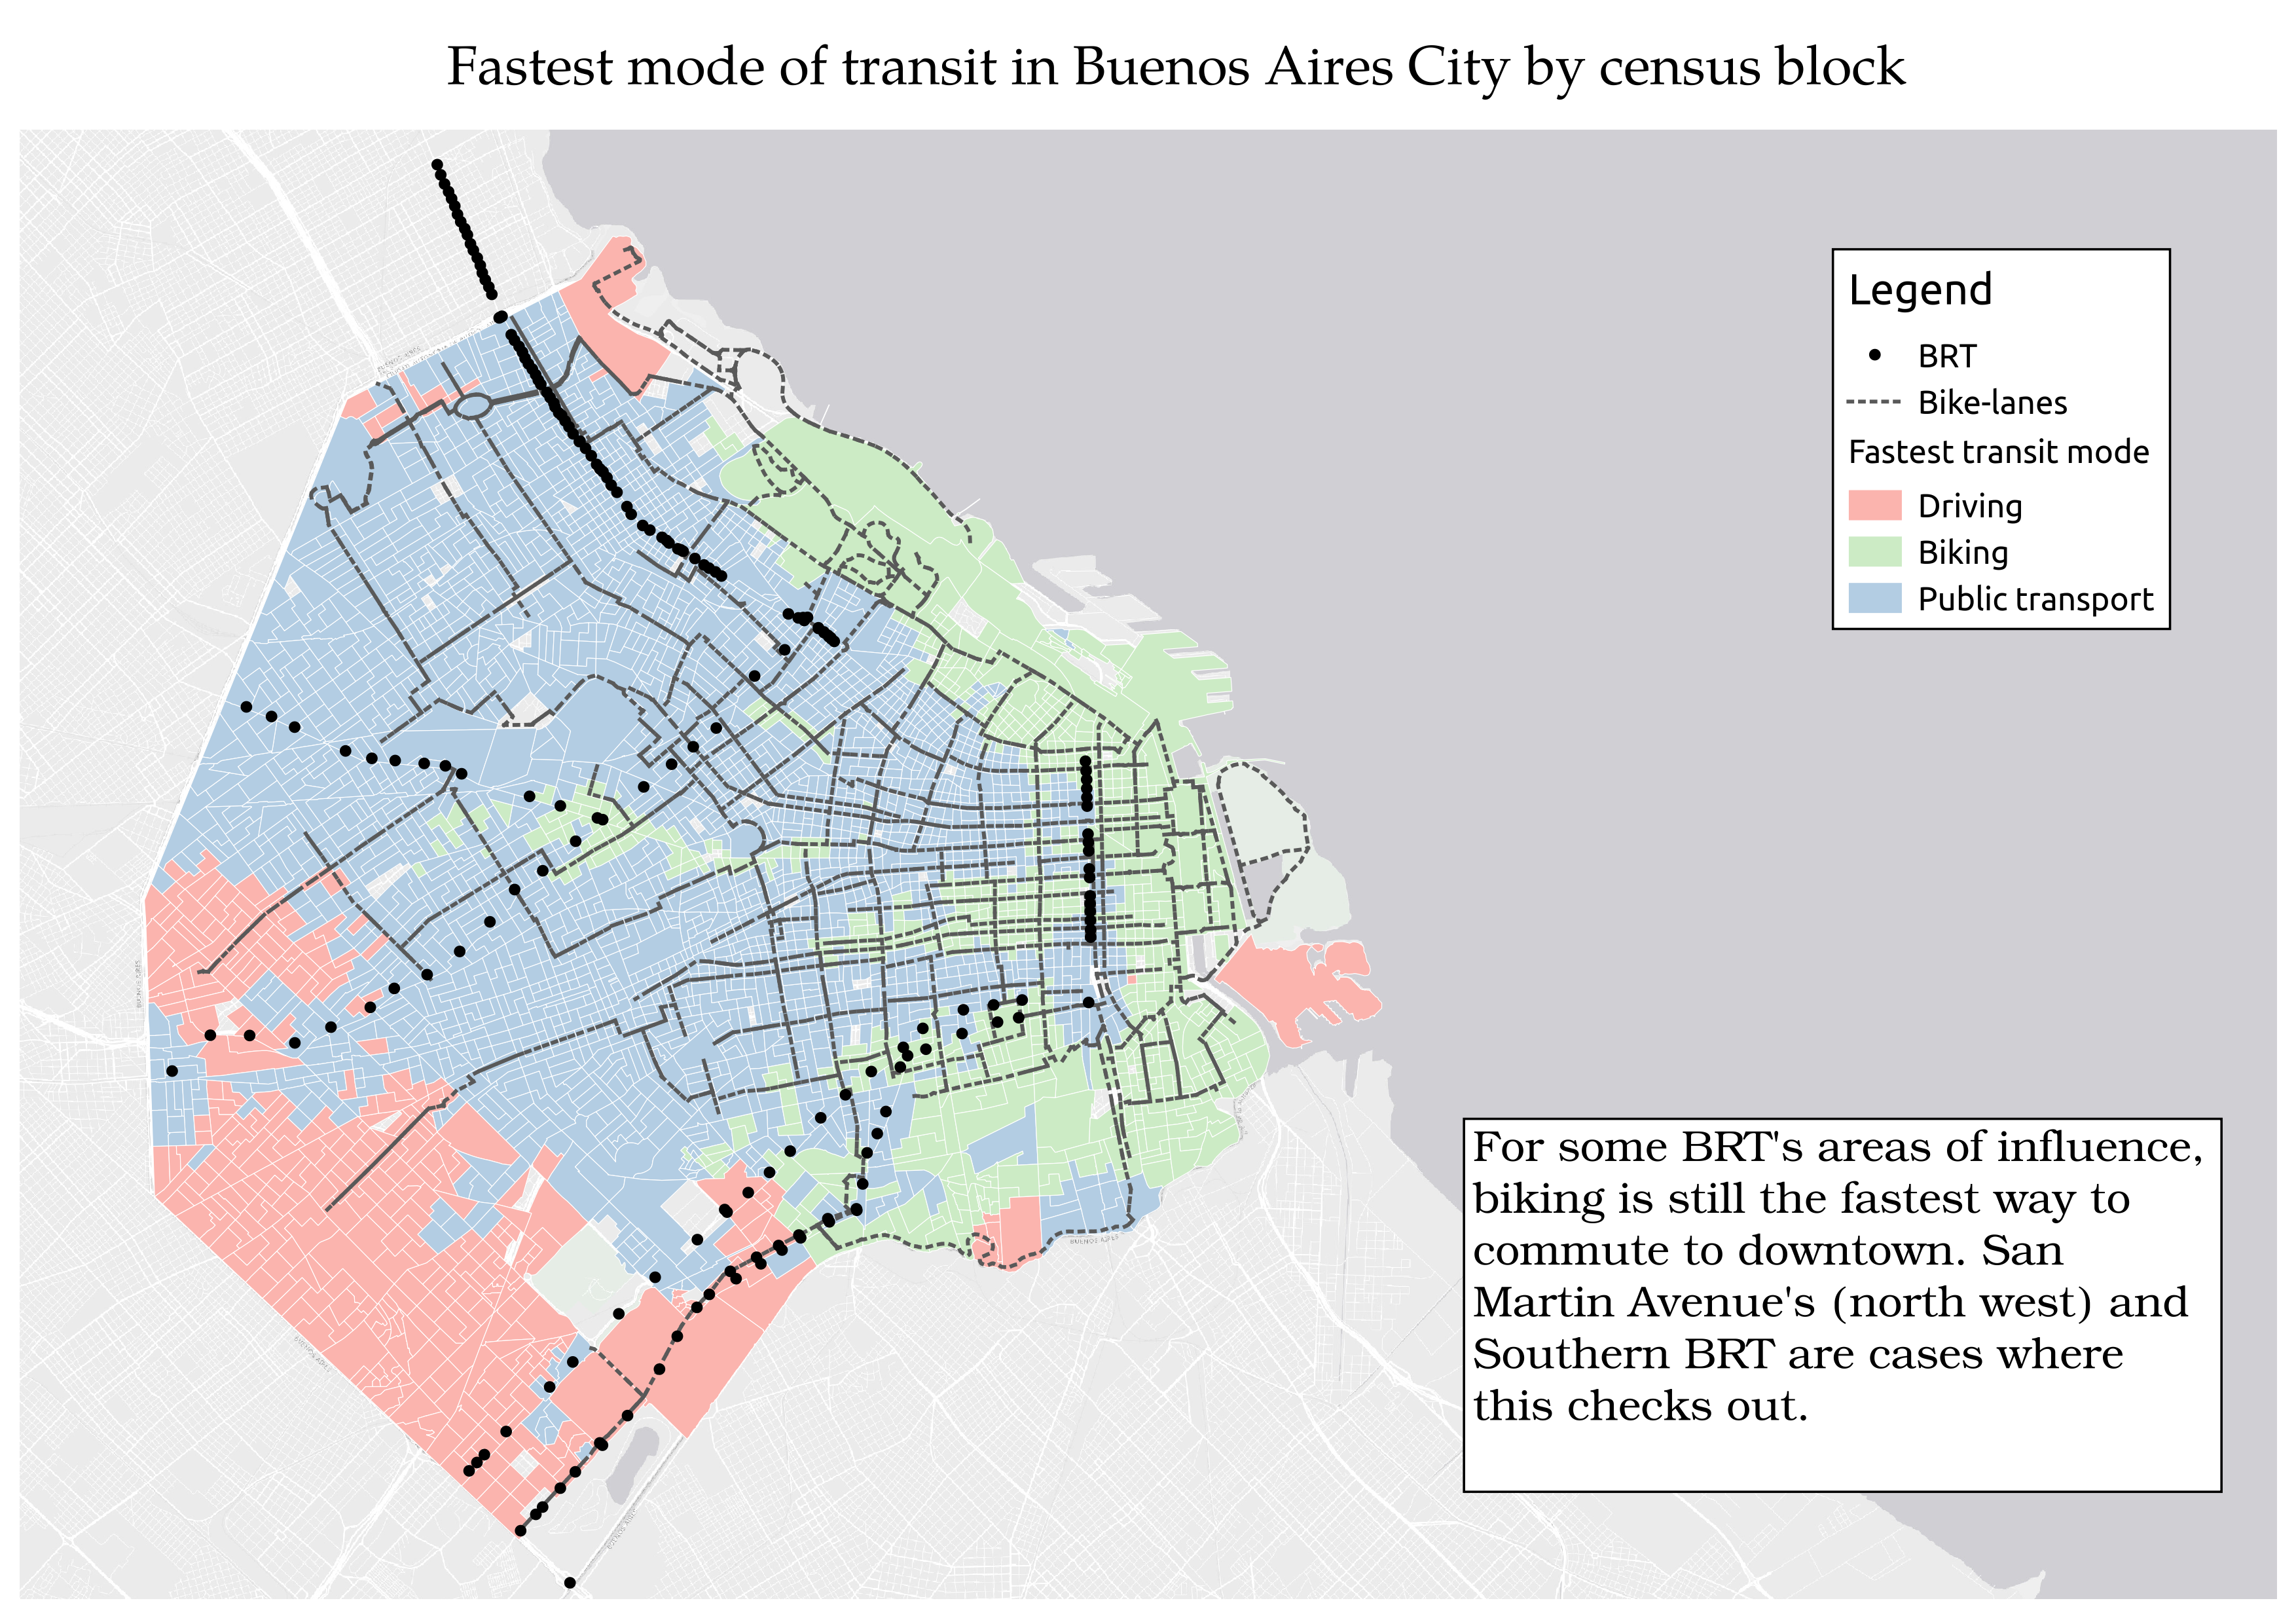 Fastest mode of transit in Buenos Aires City by census block
Legend
BRT
Bike-lanes
Fastest transit mode
Driving
Biking
Public transport
For some BRT's areas of influence,
biking is still the fastest way to
commute to downtown. San
Martin Avenue's (north west) and
Southern BRT are cases where
this checks out.
BUENOS AIRES